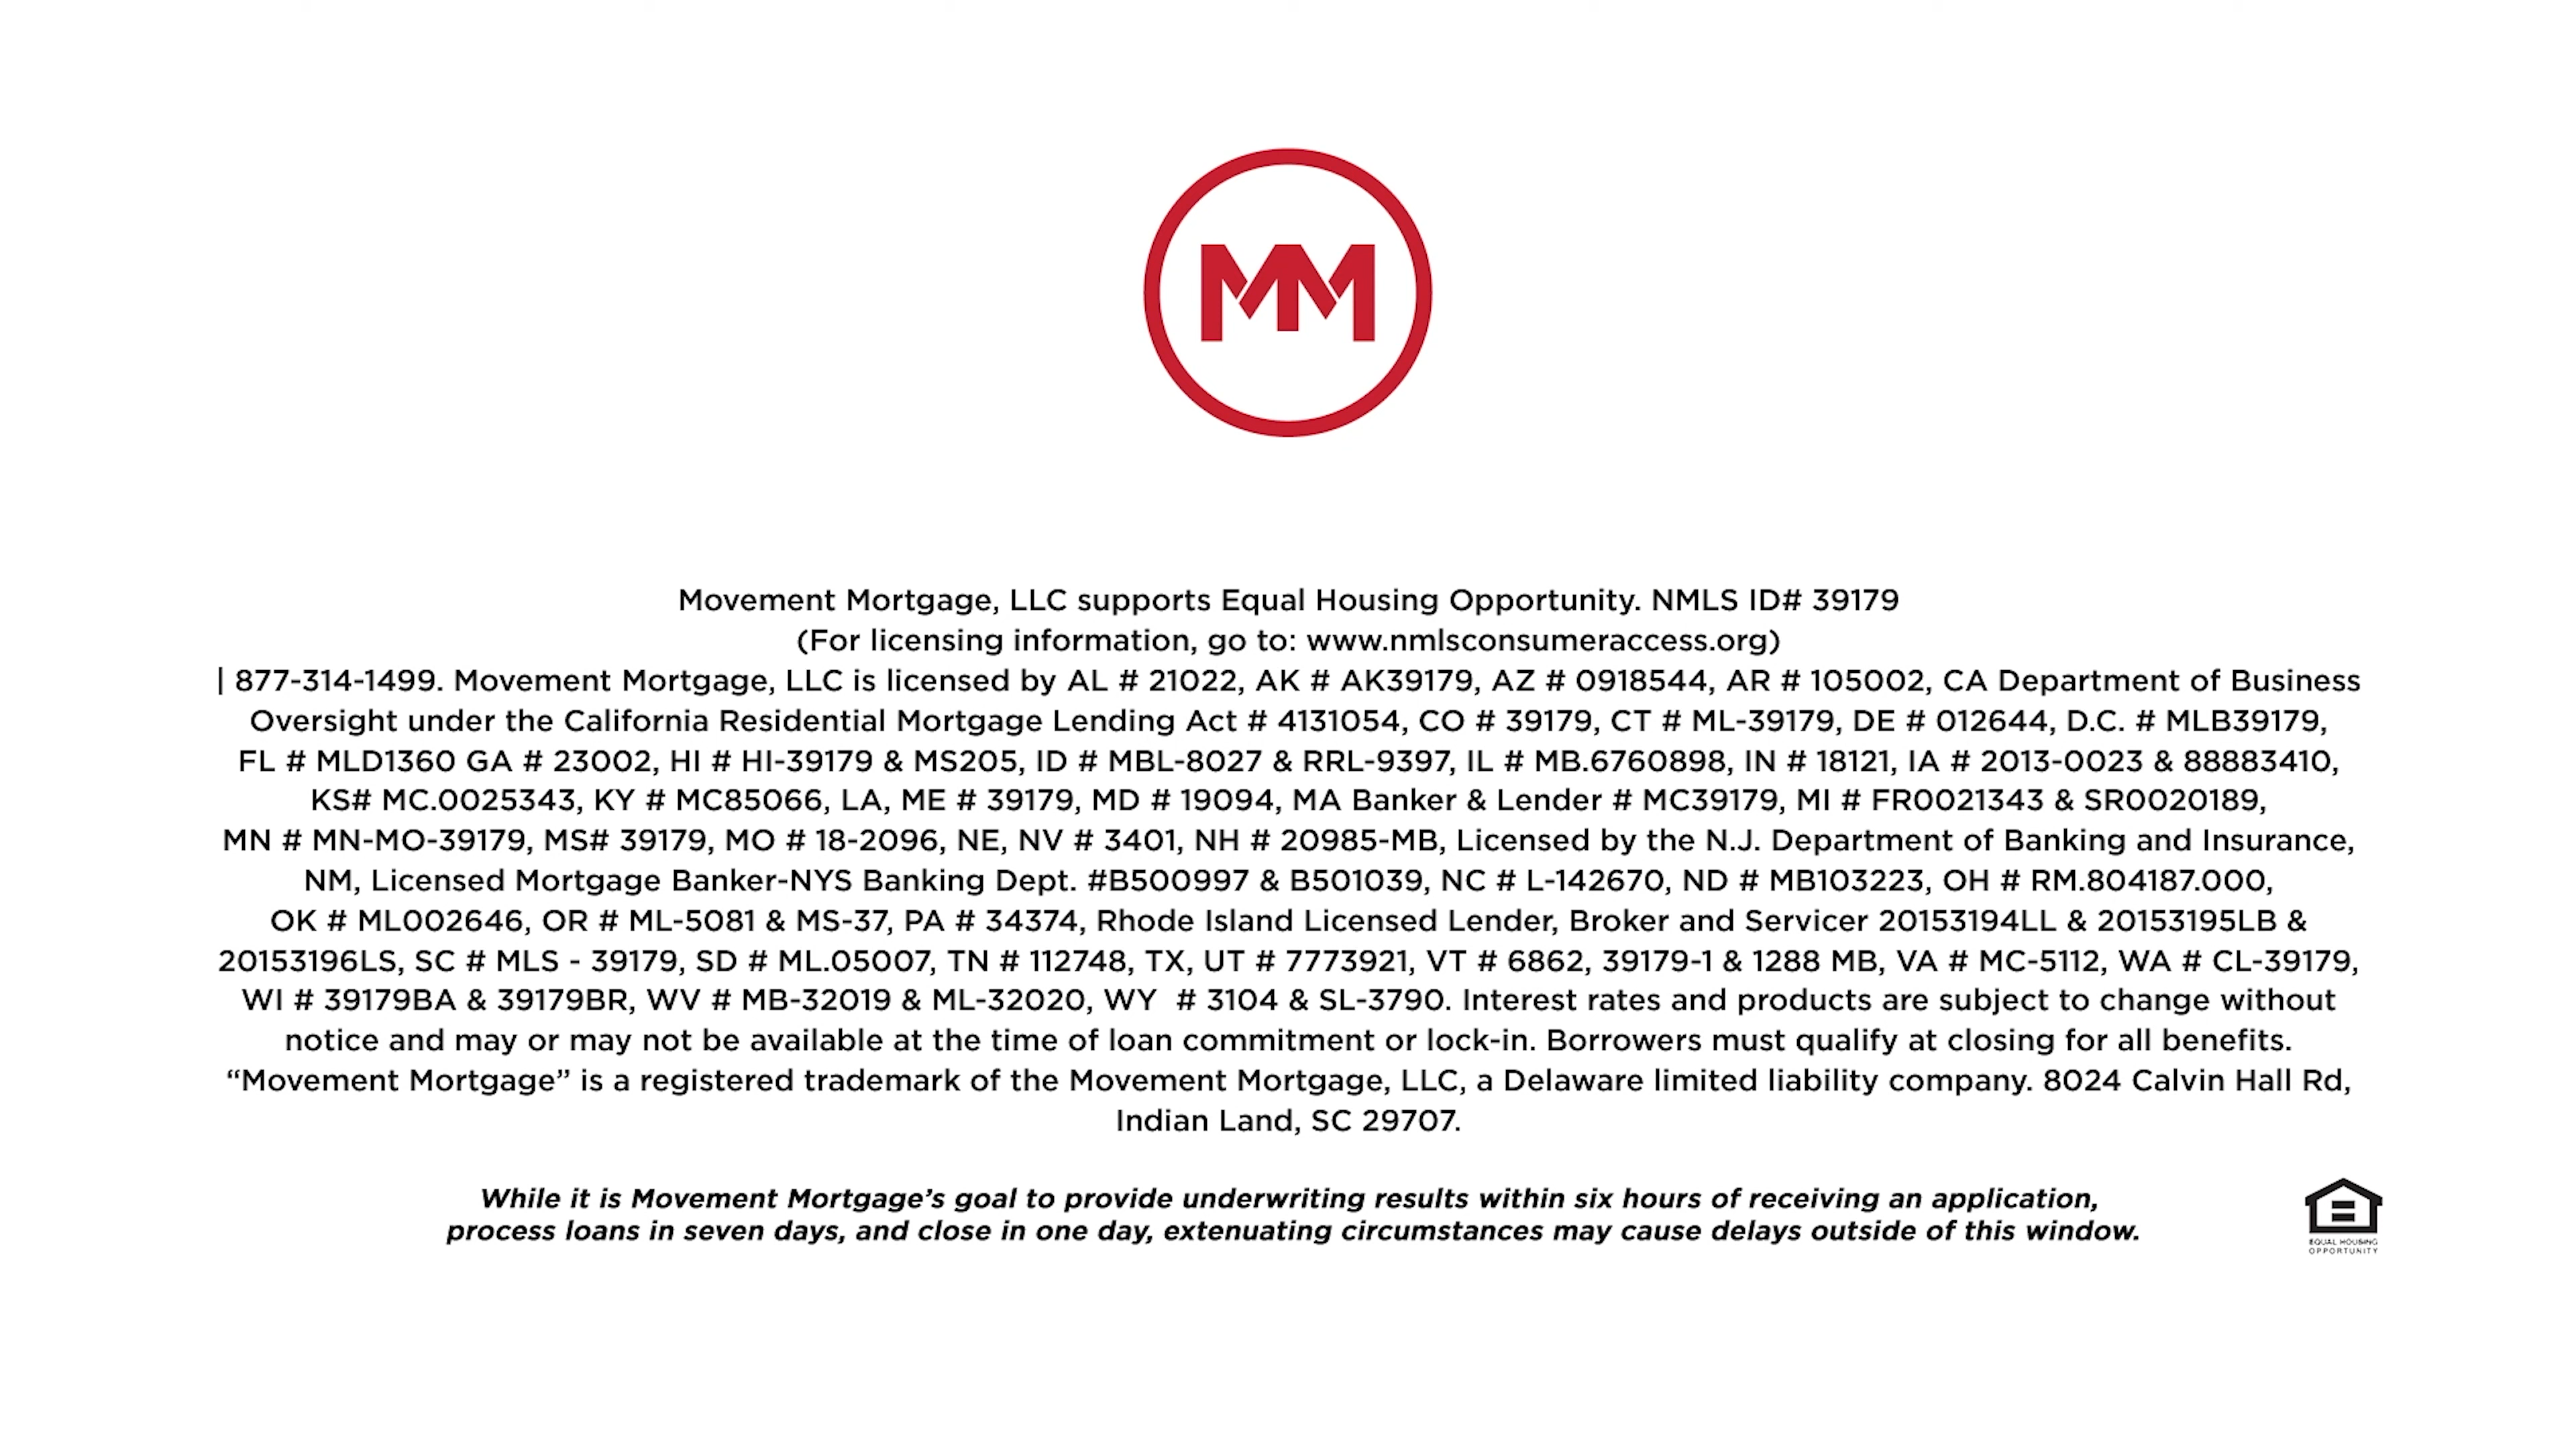 MM
Movement Mortgage, LLC supports Equal Housing Opportunity. NMLS ID# 39179
(For licensing information, go to: www.nmlsconsumeraccess.org)
| 877-314-1499. Movement Mortgage, LLC is licensed by AL # 21022, AK # AK39179, AZ # 0918544, AR # 105002, CA Department of Business
Oversight under the California Residential Mortgage Lending Act # 4131054, CO # 39179, CT # ML-39179, DE # 012644, D.C. # MLB39179,
FL # MLD1360 GA # 23002, HI # HI-39179 & MS205, ID # MBL-8027 & RRL-9397, IL # MB.6760898, IN # 18121, IA # 2013-0023 & 88883410,
KS# MC.0025343, KY # MC85066, LA, ME # 39179, MD # 19094, MA Banker & Lender # MC39179, MI # FR0021343 & SR0020189,
MN # MN-MO-39179, MS# 39179, MO # 18-2096, NE, NV # 3401, NH # 20985-MB, Licensed by the N.J. Department of Banking and Insurance,
NM, Licensed Mortgage Banker-NYS Banking Dept. #B500997 & B501039, NC # L-142670, ND # MB103223, OH # RM.804187.000,
OK # ML002646, OR # ML-5081 & MS-37, PA # 34374, Rhode Island Licensed Lender, Broker and Servicer 20153194LL & 20153195LB &
20153196LS, SC # MLS - 39179, SD # ML.05007, TN # 112748, TX, UT # 7773921, VT # 6862, 39179-1 & 1288 MB, VA # MC-5112, WA # CL-39179,
WI # 39179BA & 39179BR, WV # MB-32019 & ML-32020, WY  # 3104 & SL-3790. Interest rates and products are subject to change without
notice and may or may not be available at the time of loan commitment or lock-in. Borrowers must qualify at closing for all benefits.
“Movement Mortgage” is a registered trademark of the Movement Mortgage, LLC, a Delaware limited liability company. 8024 Calvin Hall Rd,
Indian Land, SC 29707.
While it is Movement Mortgage’s goal to provide underwriting results within six hours of receiving an application,
process loans in seven days, and close in one day, extenuating circumstances may cause delays outside of this window.
EQUAL HOUSING
OPPORTUNITY